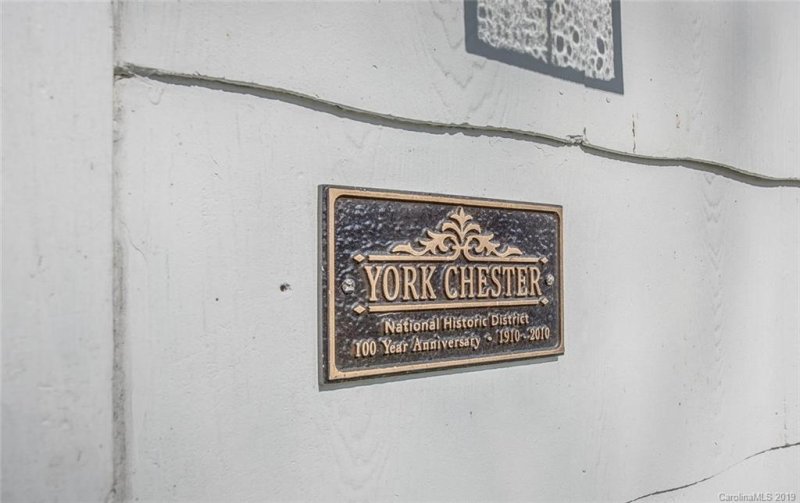 YORK CHESTER
National Historic District
100 Year Anniversary • 1910-2010
CarolinaMLS 2019